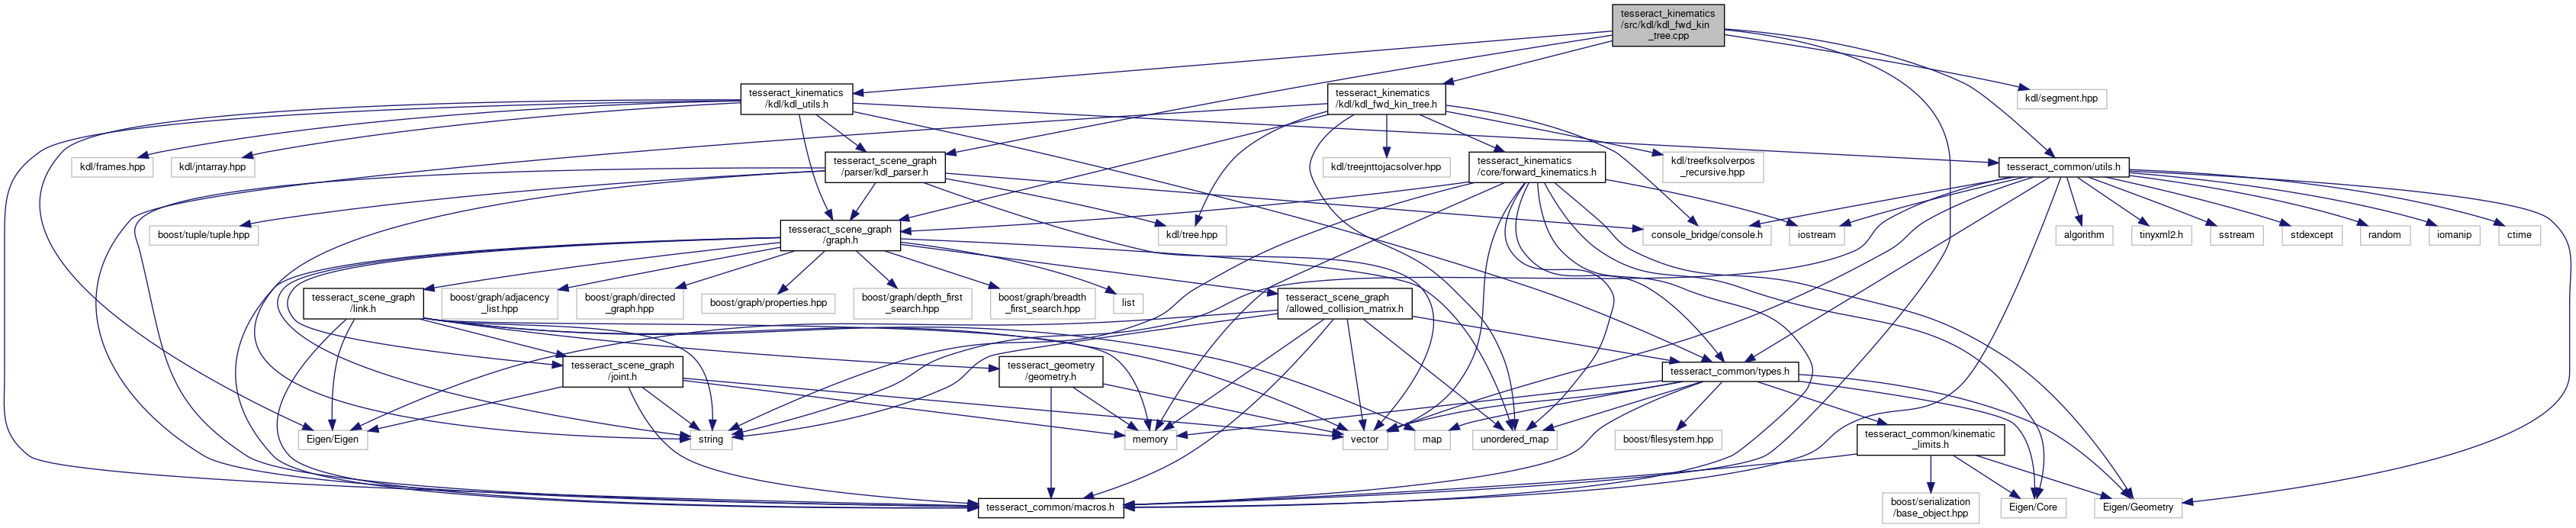 tesseract_kinematics
/src/kdl/kdl_fwd_kin
_tree.cpp
tesseract_kinematics
/kdl/kdl_utils.h
tesseract_kinematics
/kdl/kdl_fwd_kin_tree.h
kdl/segment.hpp
kdl/frames.hpp
kdl/jntarray.hpp
tesseract_scene_graph
/parser/kdl_parser.h
kdl/treejnttojacsolver.hpp
tesseract_kinematics
/core/forward_kinematics.h
kdl/treefksolverpos
_recursive.hpp
tesseract_common/utils.h
boost/tuple/tuple.hpp
tesseract_scene_graph
/graph.h
kdl/tree.hpp
console_bridge/console.h
iostream
algorithm
tinyxml2.h
sstream
stdexcept
random
iomanip
ctime
tesseract_scene_graph
/link.h
boost/graph/adjacency
_list.hpp
boost/graph/directed
_graph.hpp
boost/graph/properties.hpp
boost/graph/depth_first
_search.hpp
boost/graph/breadth
_first_search.hpp
list
tesseract_scene_graph
/allowed_collision_matrix.h
tesseract_scene_graph
/joint.h
tesseract_geometry
/geometry.h
tesseract_common/types.h
Eigen/Eigen
string
memory
vector
map
unordered_map
boost/filesystem.hpp
tesseract_common/kinematic
_limits.h
tesseract_common/macros.h
boost/serialization
/base_object.hpp
Eigen/Core
Eigen/Geometry